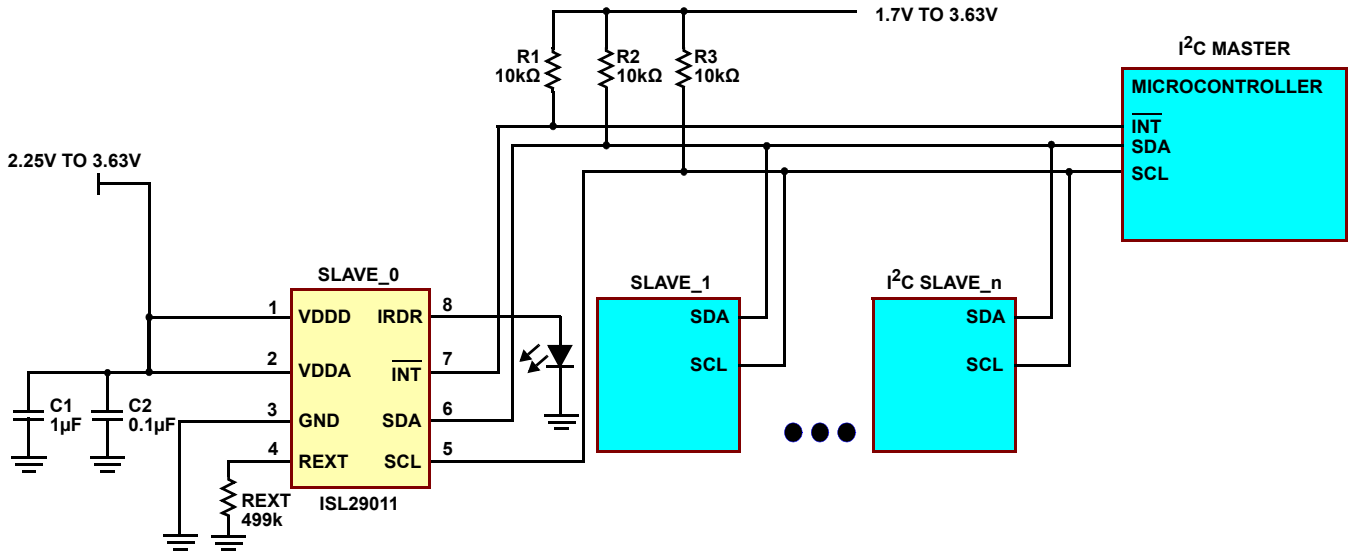 1.7V TO 3.63V
R1
10kΩ
R2
10kΩ
R3
10kΩ
I²C MASTER
MICROCONTROLLER
INT
SDA
SCL
2.25V TO 3.63V
SLAVE_0
1
VDDD
IRDR
8
2
VDDA
INT
7
3
GND
SDA
6
4
REXT
SCL
5
ISL29011
C1
1µF
C2
0.1µF
REXT
499k
SLAVE_1
SDA
SCL
I²C SLAVE_n
SDA
SCL